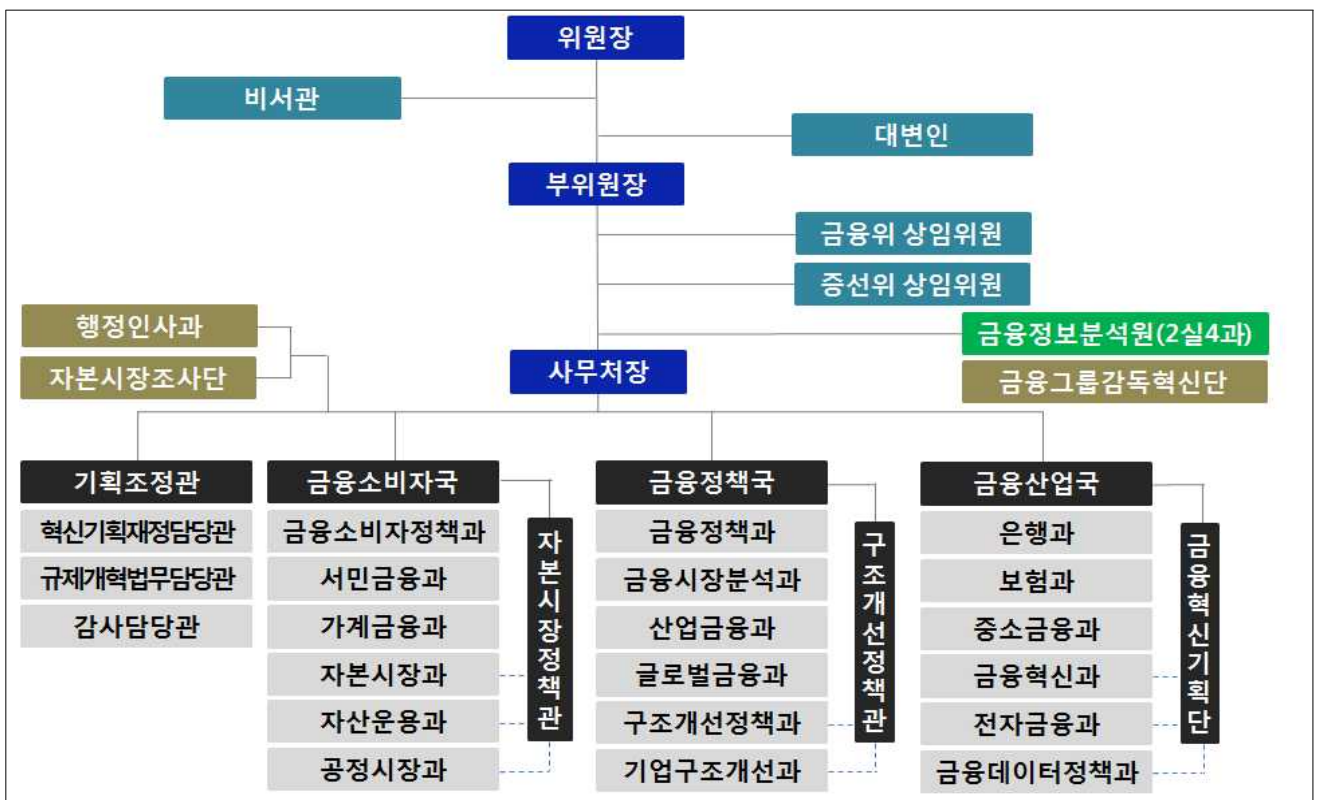 위원장
비서관
대변인
부위원장
금융위 상임위원
증선위 상임위원
행정인사과
자본시장조사단
금융정보분석원(2실4과)
금융그룹감독혁신단
사무처장
기획조정관
혁신기획재정담당관
규제개혁법무담당관
감사담당관
금융소비자국
금융소비자정책과
서민금융과
가계금융과
자본시장과
자산운용과
공정시장과
자본시장정책관
금융정책국
금융정책과
금융시장분석과
산업금융과
글로벌금융과
구조개선정책과
기업구조개선과
구조개선정책관
금융산업국
은행과
보험과
중소금융과
금융혁신과
전자금융과
금융데이터정책과
금융혁신기획단